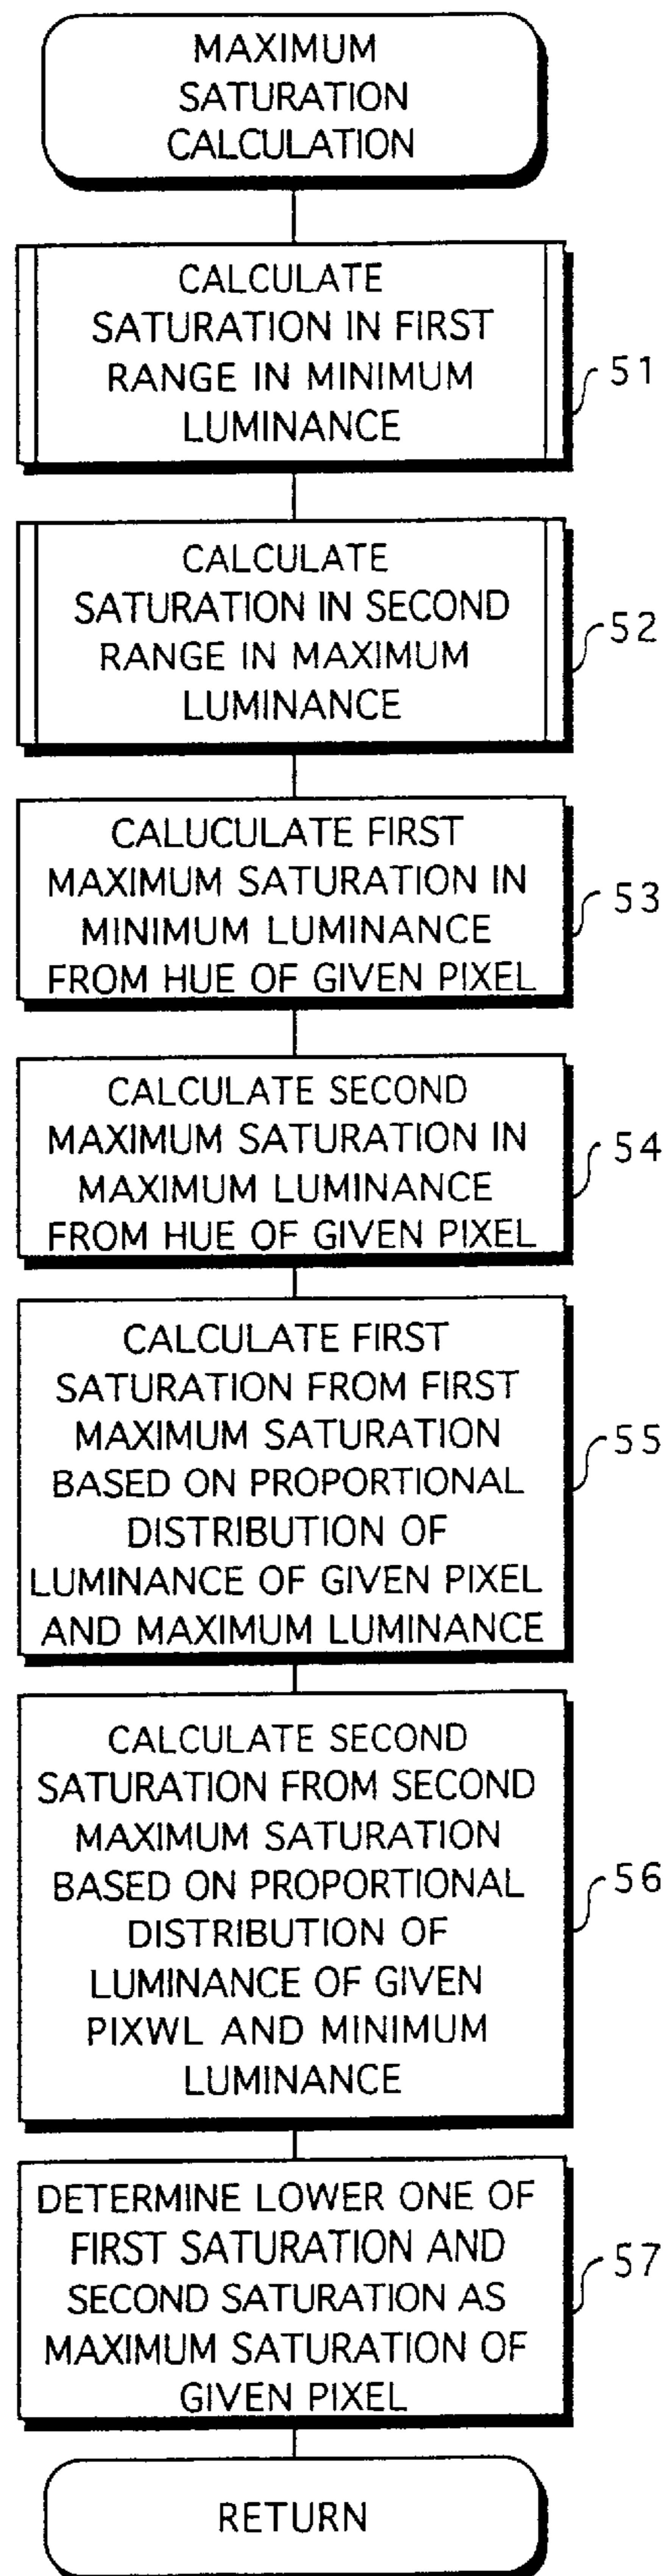 MAXIMUM
SATURATION
CALCULATION
CALCULATE
SATURATION IN FIRST
RANGE IN MINIMUM
LUMINANCE
51
CALCULATE
SATURATION IN SECOND
RANGE IN MAXIMUM
LUMINANCE
52
CALUCULATE FIRST
MAXIMUM SATURATION IN
MINIMUM LUMINANCE
FROM HUE OF GIVEN PIXEL
53
CALCULATE SECOND
MAXIMUM SATURATION IN
MAXIMUM LUMINANCE
FROM HUE OF GIVEN PIXEL
54
CALCULATE FIRST
SATURATION FROM FIRST
MAXIMUM SATURATION
BASED ON PROPORTIONAL
DISTRIBUTION OF
LUMINANCE OF GIVEN PIXEL
AND MAXIMUM LUMINANCE
55
CALCULATE SECOND
SATURATION FROM SECOND
MAXIMUM SATURATION
BASED ON PROPORTIONAL
DISTRIBUTION OF
LUMINANCE OF GIVEN
PIXWL AND MINIMUM
LUMINANCE
56
DETERMINE LOWER ONE OF
FIRST SATURATION AND
SECOND SATURATION AS
MAXIMUM SATURATION OF
GIVEN PIXEL
57
RETURN